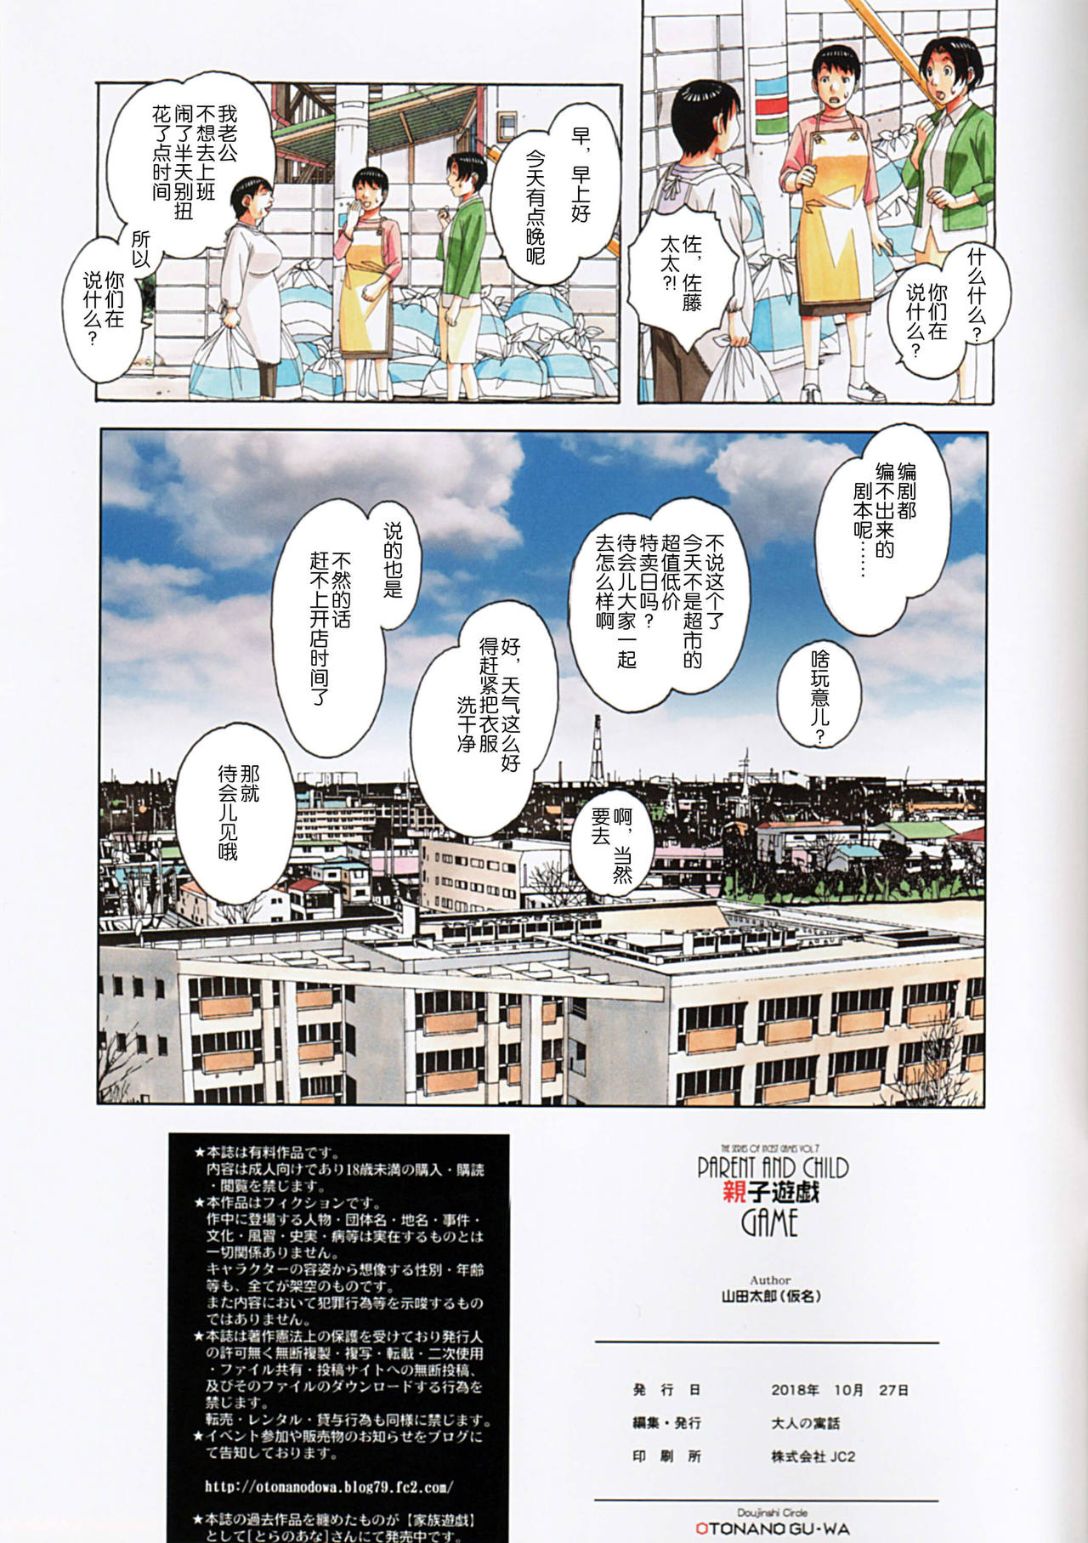 什么什么？
你们在
说什么？
佐，佐藤
太太?!
早，早上好
今天有点晚呢
我老公
不想去上班
闹了半天别扭
花了点时间
所以
你们在
说什么？
编剧都
编不出来的
剧本呢……
啥玩意儿？
不说这个了
今天不是超市的
超值低价
特卖日吗？
待会儿大家一起
去怎么样啊
啊，当然
要去
好，天气这么好
得赶紧把衣服
洗干净
说的也是
不然的话
赶不上开店时间了
那就
待会儿见哦
★本誌は有料作品です。
内容は成人向けであり18歳未満の購入・購読
・閲覧を禁じます。
★本作品はフィクションです。
作中に登場する人物・団体名・地名・事件・
文化・風習・史実・病等は実在するものとは
一切関係ありません。
キャラクターの容姿から想像する性別・年齢
等も、全てが架空のものです。
また内容において犯罪行為等を示唆するもの
ではありません。
★本誌は著作憲法上の保護を受けており発行人
の許可無く無断複製・複写・転載・二次使用
・ファイル共有・投稿サイトへの無断投稿、
及びそのファイルのダウンロードする行為を
禁じます。
転売・レンタル・貸与行為も同様に禁じます。
★イベント参加や販売物のお知らせをブログに
て告知しております。
http://otonanodowa.blog79.fc2.com/
★本誌の過去作品を纏めたものが【家族遊戯】
として[とらのあな]さんにて発売中です。
THE SERIES OF INCEST GAMES VOL.7
PARENT AND CHILD
親子遊戯
GAME
Author
山田太郎（仮名）
発行日 2018年 10月 27日
編集・発行 大人の寓話
印刷所 株式会社 JC2
Doujinshi Circle
OTONANO GU-WA